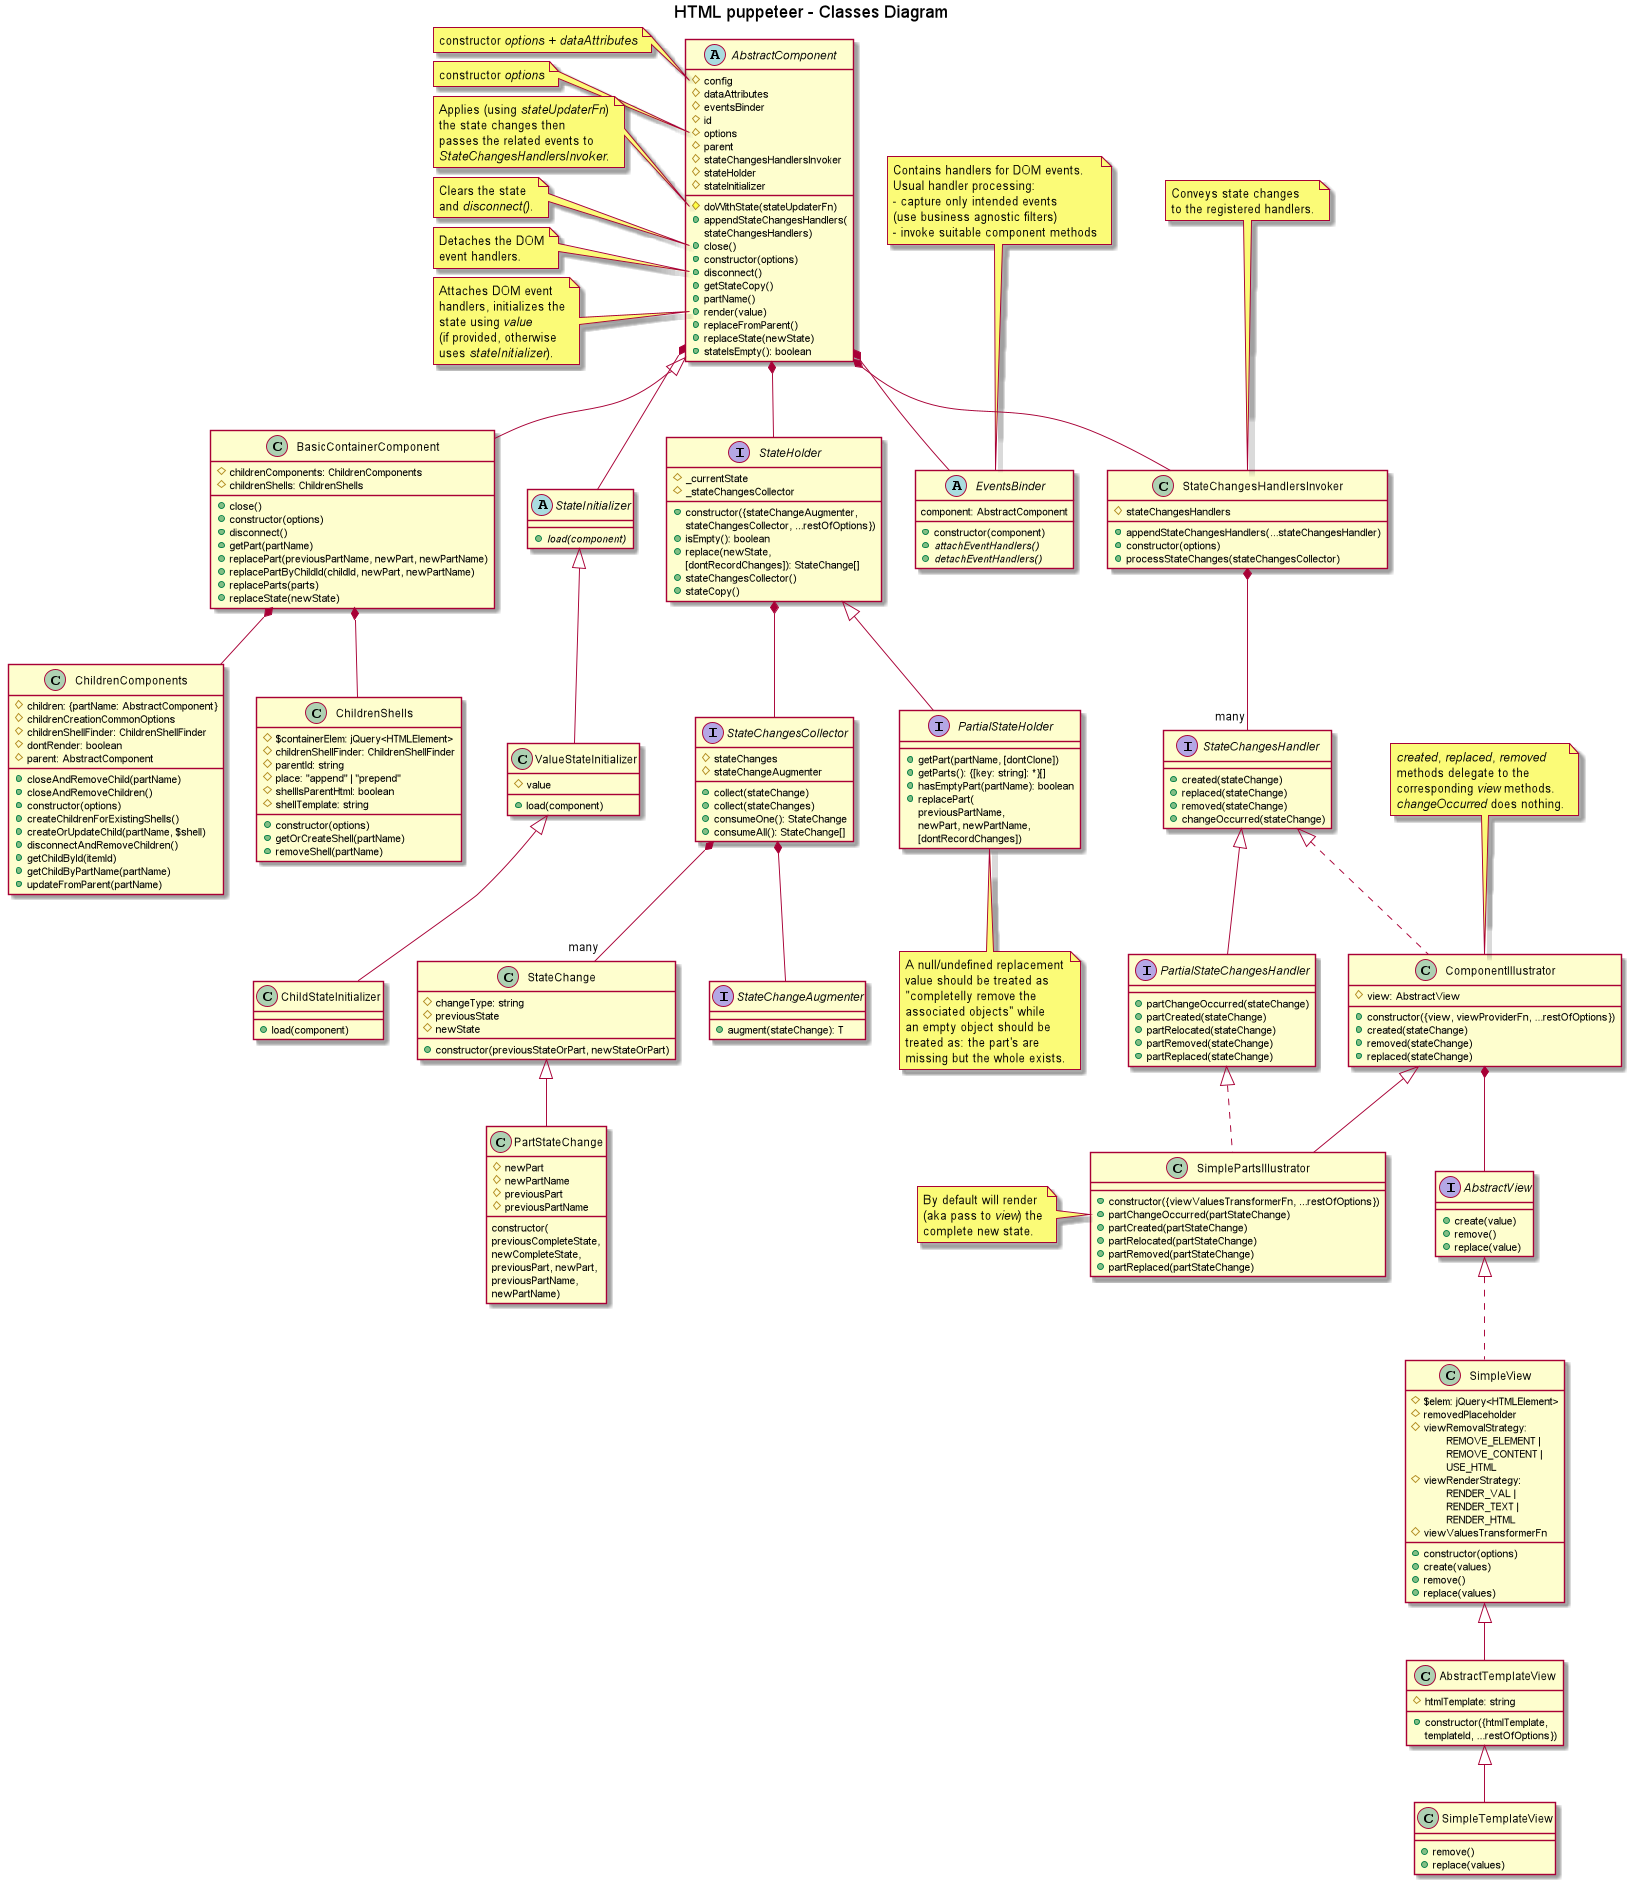 HTML puppeteer - Classes Diagram
constructor options + dataAttributes
constructor options
Applies (using stateUpdaterFn)
the state changes then
passes the related events to
StateChangesHandlersInvoker.
Clears the state
and disconnect().
Detaches the DOM
event handlers.
Attaches DOM event
handlers, initializes the
state using value
(if provided, otherwise
uses stateInitializer).
A AbstractComponent
config
dataAttributes
eventsBinder
id
options
parent
stateChangesHandlersInvoker
stateHolder
stateInitializer
doWithState(stateUpdaterFn)
appendStateChangesHandlers(
stateChangesHandlers)
close()
constructor(options)
disconnect()
getStateCopy()
partName()
render(value)
replaceFromParent()
replaceState(newState)
stateIsEmpty(): boolean
Contains handlers for DOM events.
Usual handler processing:
- capture only intended events
(use business agnostic filters)
- invoke suitable component methods
Conveys state changes
to the registered handlers.
C BasicContainerComponent
childrenComponents: ChildrenComponents
childrenShells: ChildrenShells
close()
constructor(options)
disconnect()
getPart(partName)
replacePart(previousPartName, newPart, newPartName)
replacePartByChildId(childId, newPart, newPartName)
replaceParts(parts)
replaceState(newState)
A StateInitializer
load(component)
I StateHolder
_currentState
_stateChangesCollector
constructor({stateChangeAugmenter,
stateChangesCollector, ...restOfOptions})
isEmpty(): boolean
replace(newState,
[dontRecordChanges]): StateChange[]
stateChangesCollector()
stateCopy()
A EventsBinder
component: AbstractComponent
constructor(component)
attachEventHandlers()
detachEventHandlers()
C StateChangesHandlersInvoker
stateChangesHandlers
appendStateChangesHandlers(...stateChangesHandler)
constructor(options)
processStateChanges(stateChangesCollector)
C ChildrenComponents
children: {partName: AbstractComponent}
childrenCreationCommonOptions
childrenShellFinder: ChildrenShellFinder
dontRender: boolean
parent: AbstractComponent
closeAndRemoveChild(partName)
closeAndRemoveChildren()
constructor(options)
createChildrenForExistingShells()
createOrUpdateChild(partName, $shell)
disconnectAndRemoveChildren()
getChildById(itemId)
getChildByPartName(partName)
updateFromParent(partName)
C ChildrenShells
$containerElem: jQuery<HTMLElement>
childrenShellFinder: ChildrenShellFinder
parentId: string
place: "append" | "prepend"
shellIsParentHtml: boolean
shellTemplate: string
constructor(options)
getOrCreateShell(partName)
removeShell(partName)
C ValueStateInitializer
value
load(component)
I StateChangesCollector
stateChanges
stateChangeAugmenter
collect(stateChange)
collect(stateChanges)
consumeOne(): StateChange
consumeAll(): StateChange[]
I PartialStateHolder
getPart(partName, [dontClone])
getParts(): {[key: string]: *}[]
hasEmptyPart(partName): boolean
replacePart(
previousPartName,
newPart, newPartName,
[dontRecordChanges])
many
I StateChangesHandler
created(stateChange)
replaced(stateChange)
removed(stateChange)
changeOccurred(stateChange)
created, replaced, removed
methods delegate to the
corresponding view methods.
changeOccurred does nothing.
many
C ChildStateInitializer
load(component)
C StateChange
changeType: string
previousState
newState
constructor(previousStateOrPart, newStateOrPart)
I StateChangeAugmenter
augment(stateChange): T
A null/undefined replacement
value should be treated as
"completelly remove the
associated objects" while
an empty object should be
treated as: the part's are
missing but the whole exists.
I PartialStateChangesHandler
partChangeOccurred(stateChange)
partCreated(stateChange)
partRelocated(stateChange)
partRemoved(stateChange)
partReplaced(stateChange)
C ComponentIllustrator
view: AbstractView
constructor({view, viewProviderFn, ...restOfOptions})
created(stateChange)
removed(stateChange)
replaced(stateChange)
C PartStateChange
newPart
newPartName
previousPart
previousPartName
constructor(
previousCompleteState,
newCompleteState,
previousPart, newPart,
previousPartName,
newPartName)
By default will render
(aka pass to view) the
complete new state.
C SimplePartsIllustrator
constructor({viewValuesTransformerFn, ...restOfOptions})
partChangeOccurred(partStateChange)
partCreated(partStateChange)
partRelocated(partStateChange)
partRemoved(partStateChange)
partReplaced(partStateChange)
I AbstractView
create(value)
remove()
replace(value)
C SimpleView
$elem: jQuery<HTMLElement>
removedPlaceholder
viewRemovalStrategy:
REMOVE_ELEMENT |
REMOVE_CONTENT |
USE_HTML
viewRenderStrategy:
RENDER_VAL |
RENDER_TEXT |
RENDER_HTML
viewValuesTransformerFn
constructor(options)
create(values)
remove()
replace(values)
C AbstractTemplateView
htmlTemplate: string
constructor({htmlTemplate,
templateId, ...restOfOptions})
C SimpleTemplateView
remove()
replace(values)